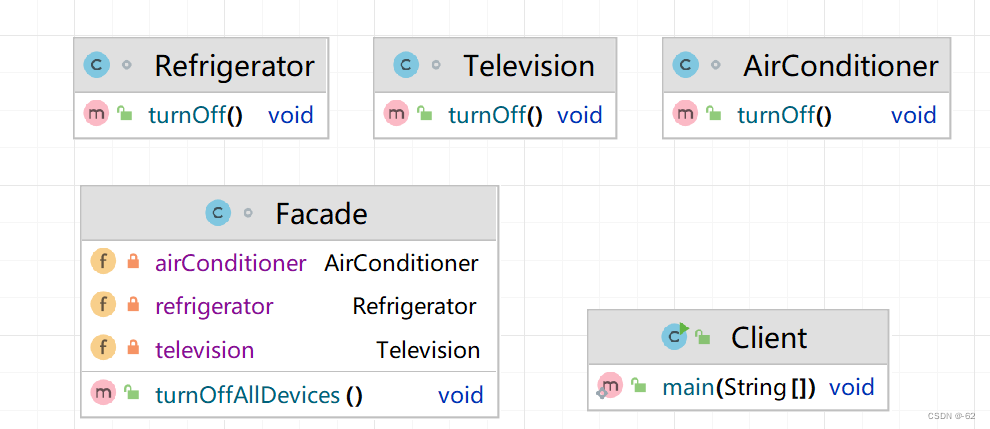 Refrigerator
turnOff() void
Television
turnOff() void
AirConditioner
turnOff() void
Facade
airConditioner AirConditioner
refrigerator Refrigerator
television Television
turnOffAllDevices () void
Client
main(String[]) void
CSDN @-62